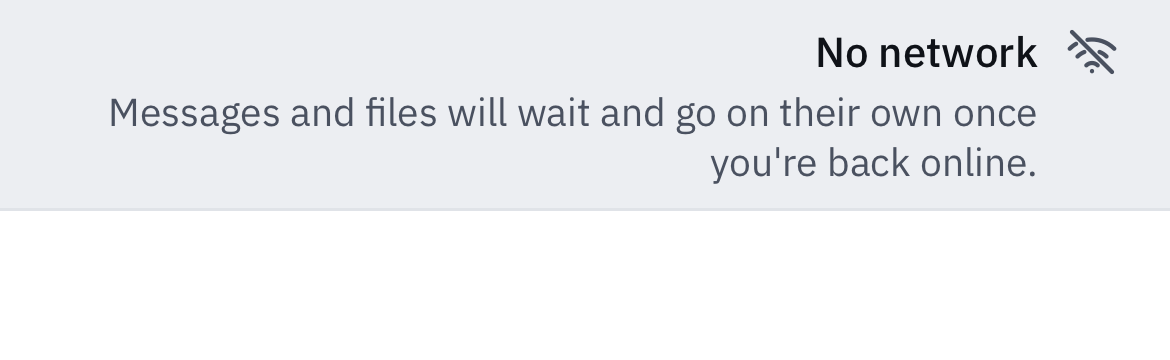 No network
Messages and files will wait and go on their own once
you're back online.